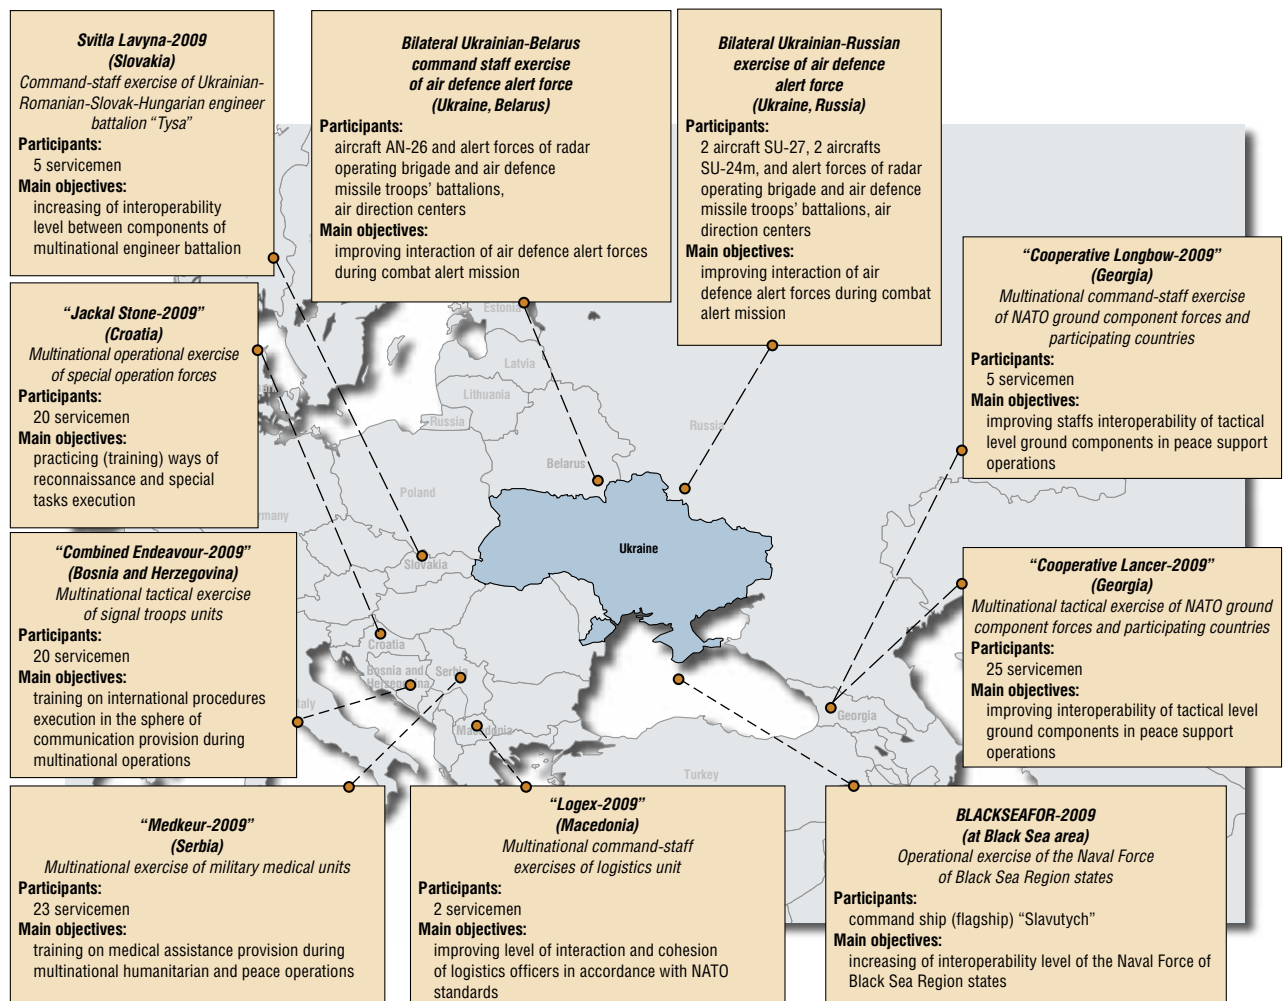 Svitla Lavyna-2009
(Slovakia)
Command-staff exercise of Ukrainian-
Romanian-Slovak-Hungarian engineer
battalion “Tysa”
Participants:
5 servicemen
Main objectives:
increasing of interoperability
level between components of
multinational engineer battalion
Bilateral Ukrainian-Belarus
command staff exercise
of air defence alert force
(Ukraine, Belarus)
Participants:
aircraft AN-26 and alert forces of radar
operating brigade and air defence
missile troops’ battalions,
air direction centers
Main objectives:
improving interaction of air defence alert forces
during combat alert mission
Bilateral Ukrainian-Russian
exercise of air defence
alert force
(Ukraine, Russia)
Participants:
2 aircraft SU-27, 2 aircrafts
SU-24m, and alert forces of radar
operating brigade and air defence
missile troops’ battalions, air
direction centers
Main objectives:
improving interaction of air
defence alert forces during combat
alert mission
“Cooperative Longbow-2009”
(Georgia)
Multinational command-staff exercise
of NATO ground component forces and
participating countries
Participants:
5 servicemen
Main objectives:
improving staffs interoperability of tactical
level ground components in peace support
operations
“Jackal Stone-2009”
(Croatia)
Multinational operational exercise
of special operation forces
Participants:
20 servicemen
Main objectives:
practicing (training) ways of
reconnaissance and special
tasks execution
Estonia
Latvia
Lithuania
Russia
Russia
Belarus
Poland
many
Ukraine
Slovakia
“Combined Endeavour-2009”
(Bosnia and Herzegovina)
Multinational tactical exercise
of signal troops units
Participants:
20 servicemen
Main objectives:
training on international procedures
execution in the sphere of
communication provision during
multinational operations
“Cooperative Lancer-2009”
(Georgia)
Multinational tactical exercise of NATO ground
component forces and participating countries
Participants:
25 servicemen
Main objectives:
improving interoperability of tactical level
ground components in peace support
operations
Croatia
Bosnia and
Herzegovina
Serbia
taly
Macedonia
Georgia
Turkey
“Medkeur-2009”
(Serbia)
Multinational exercise of military medical units
Participants:
23 servicemen
Main objectives:
training on medical assistance provision during
multinational humanitarian and peace operations
“Logex-2009”
(Macedonia)
Multinational command-staff
exercises of logistics unit
Participants:
2 servicemen
Main objectives:
improving level of interaction and cohesion
of logistics officers in accordance with NATO
standards
BLACKSEAFOR-2009
(at Black Sea area)
Operational exercise of the Naval Force
of Black Sea Region states
Participants:
command ship (flagship) “Slavutych”
Main objectives:
increasing of interoperability level of the Naval Force of
Black Sea Region states